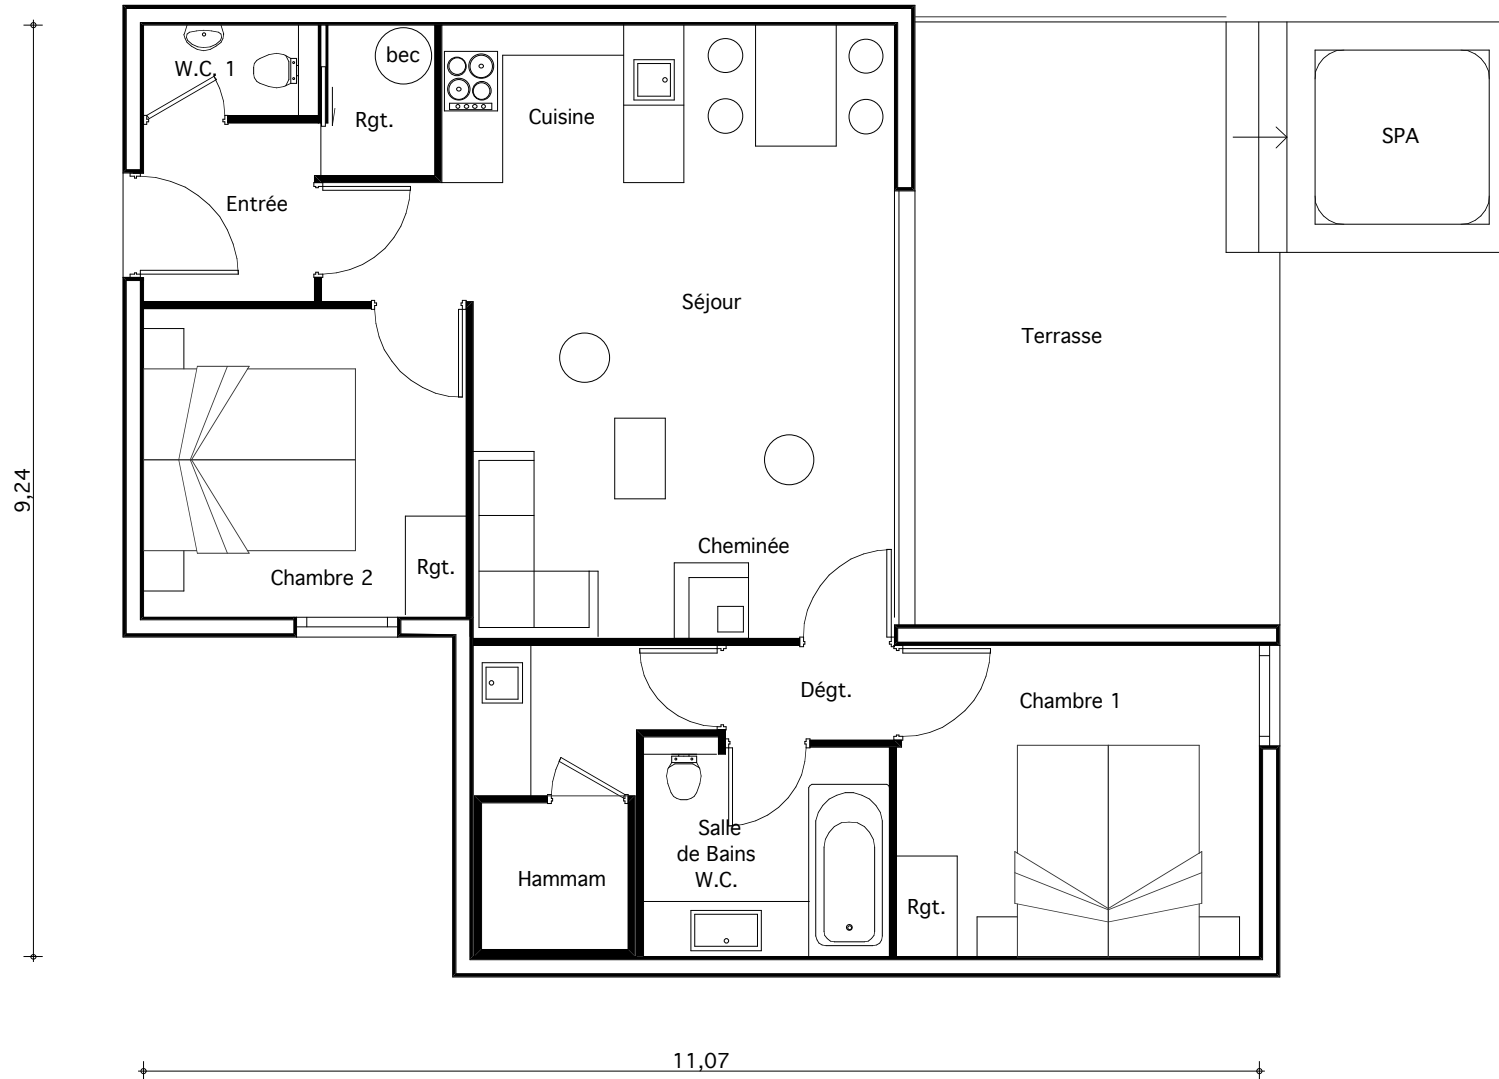 bec
W.C. 1
Rgt.
Cuisine
SPA
Entrée
Séjour
Terrasse
9,24
Cheminée
Chambre 2
Rgt.
Dégt.
Chambre 1
Salle
de Bains
W.C.
Hammam
Rgt.
11,07